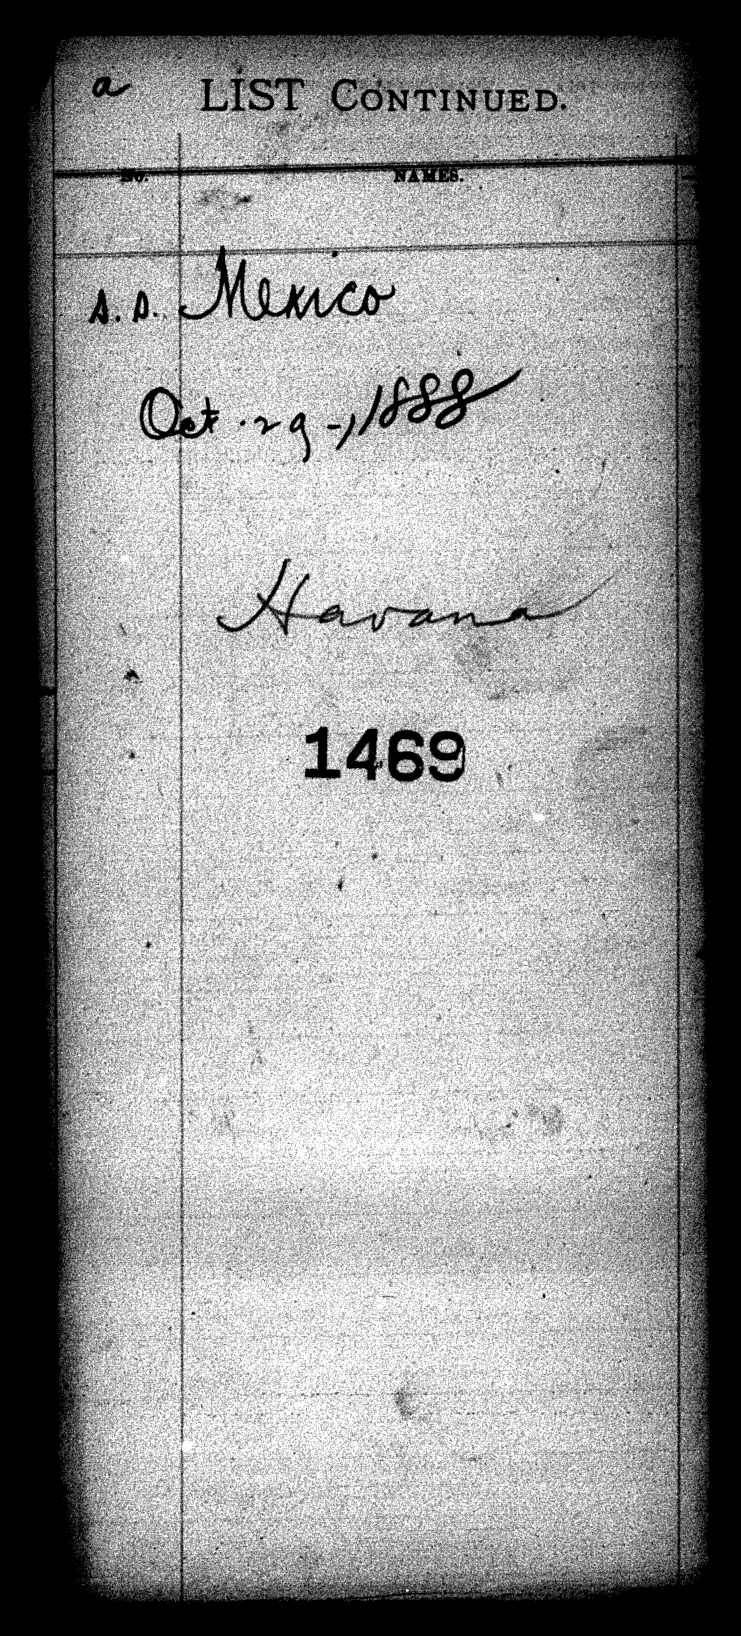 a LIST CONTINUED.
No. NAMES.
s.s. Mexico
Oct. 29-, 1888
Havana
1469